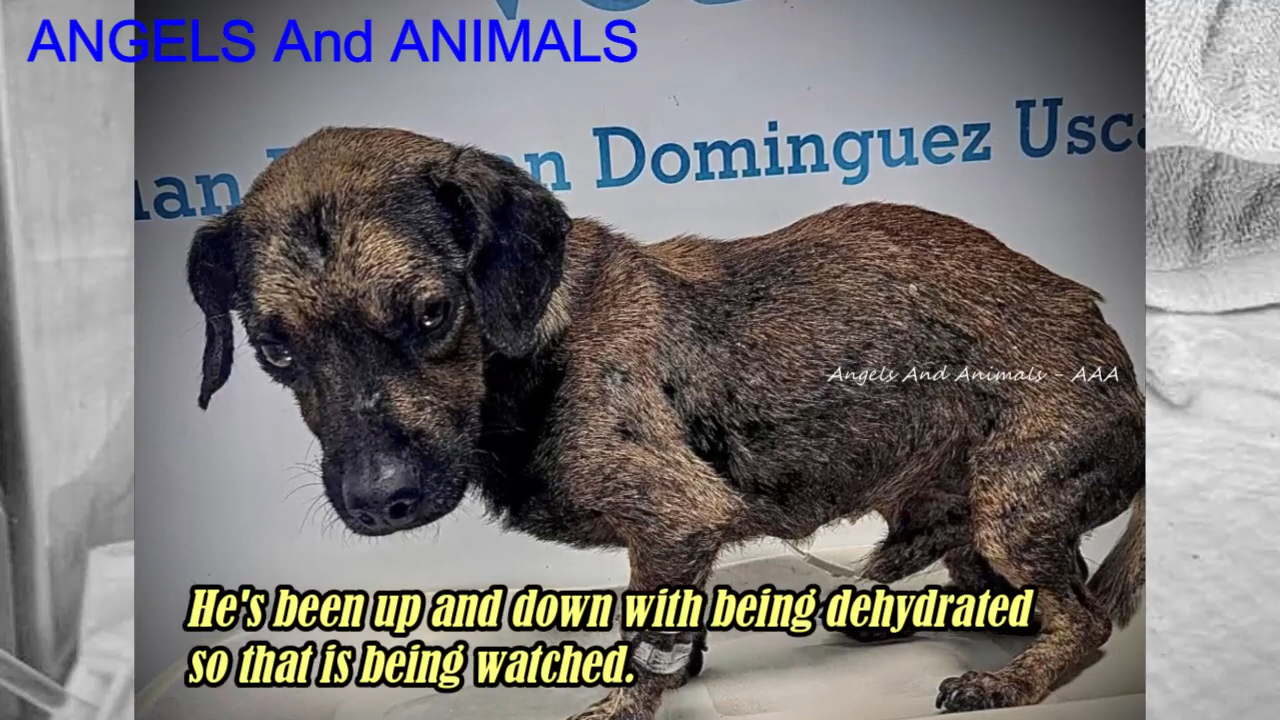 ANGELS And ANIMALS
Dominguez
Angels And Animals - AAA
He's been up and down with being dehydrated
so that is being watched.